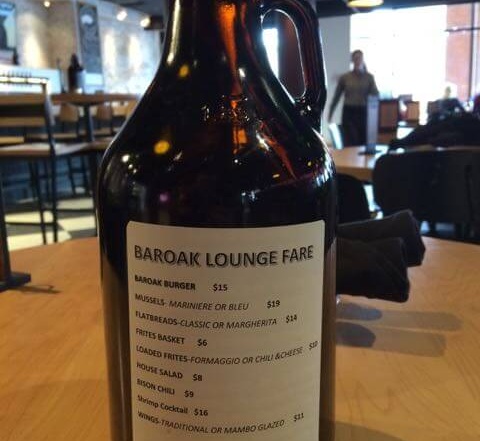 BAROAK LOUNGE FARE
BAROAK BURGER $15
MUSSELS- MARINIERE OR BLEU $19
FLATBREADS-CLASSIC OR MARGHERITA $14
FRITES BASKET $6
LOADED FRITES-FORMAGGIO OR CHILI &CHEESE $10
HOUSE SALAD $8
BISON CHILI $9
Shrimp Cocktail $16
WINGS-TRADITIONAL OR MAMBO GLAZED $11